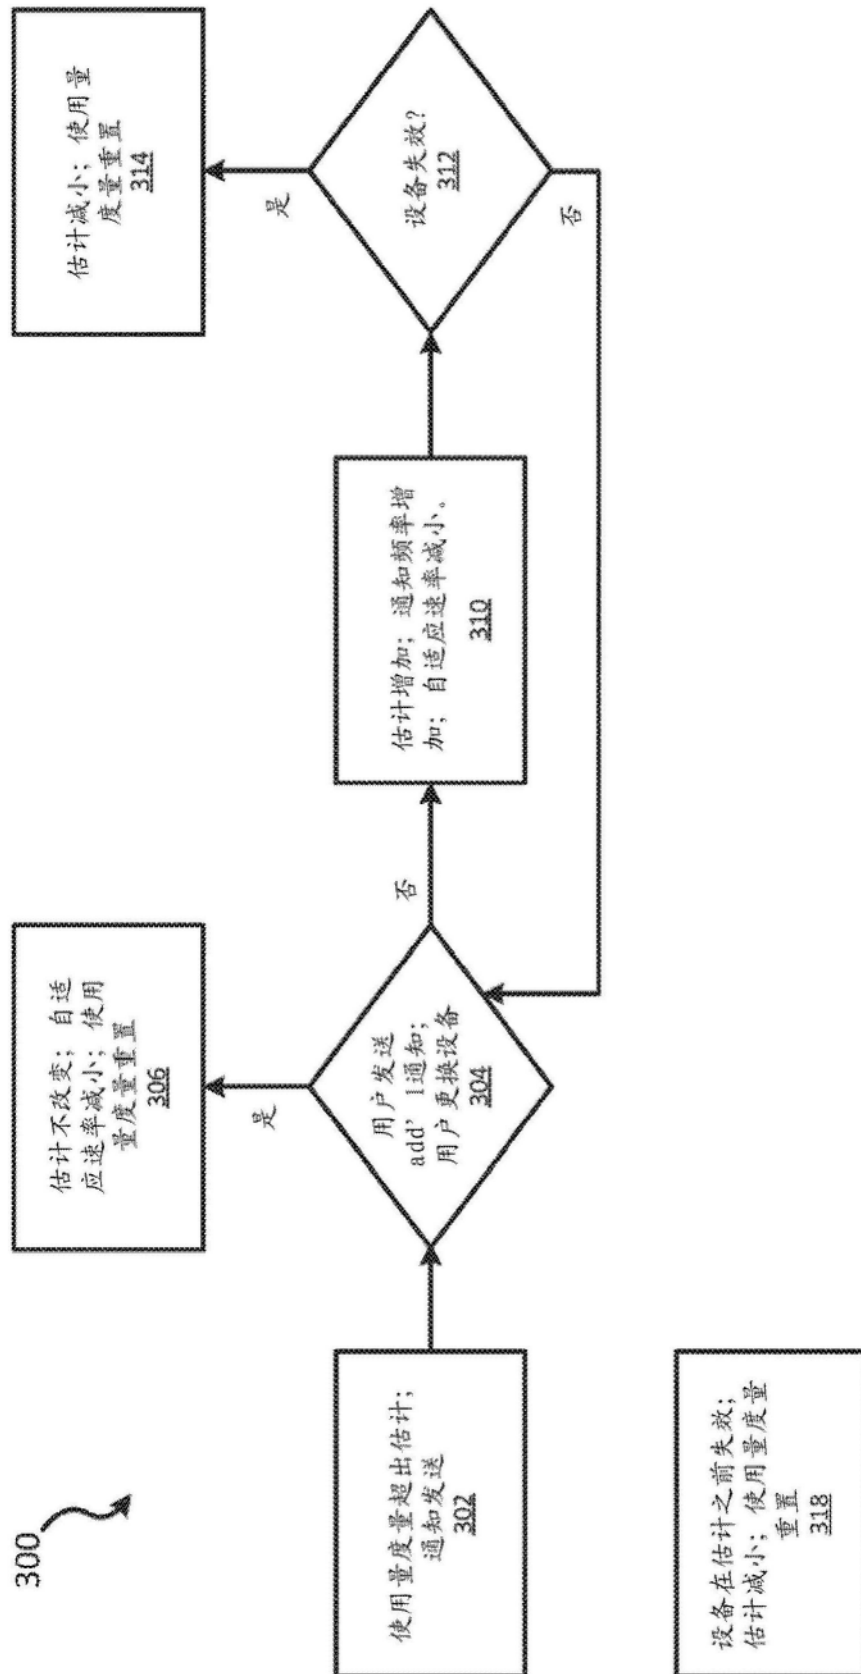 300
使用量度量超出估计；
通知发送
302
用户发送
add’ l通知；
用户更换设备
304
是
估计不改变；自适
应速率减小；使用
量度量重置
306
否
估计增加；通知频率增
加；自适应速率减小。
310
设备失效？
312
是
估计减小；使用量
度量重置
314
否
设备在估计之前失效；
估计减小；使用量度量
重置
318